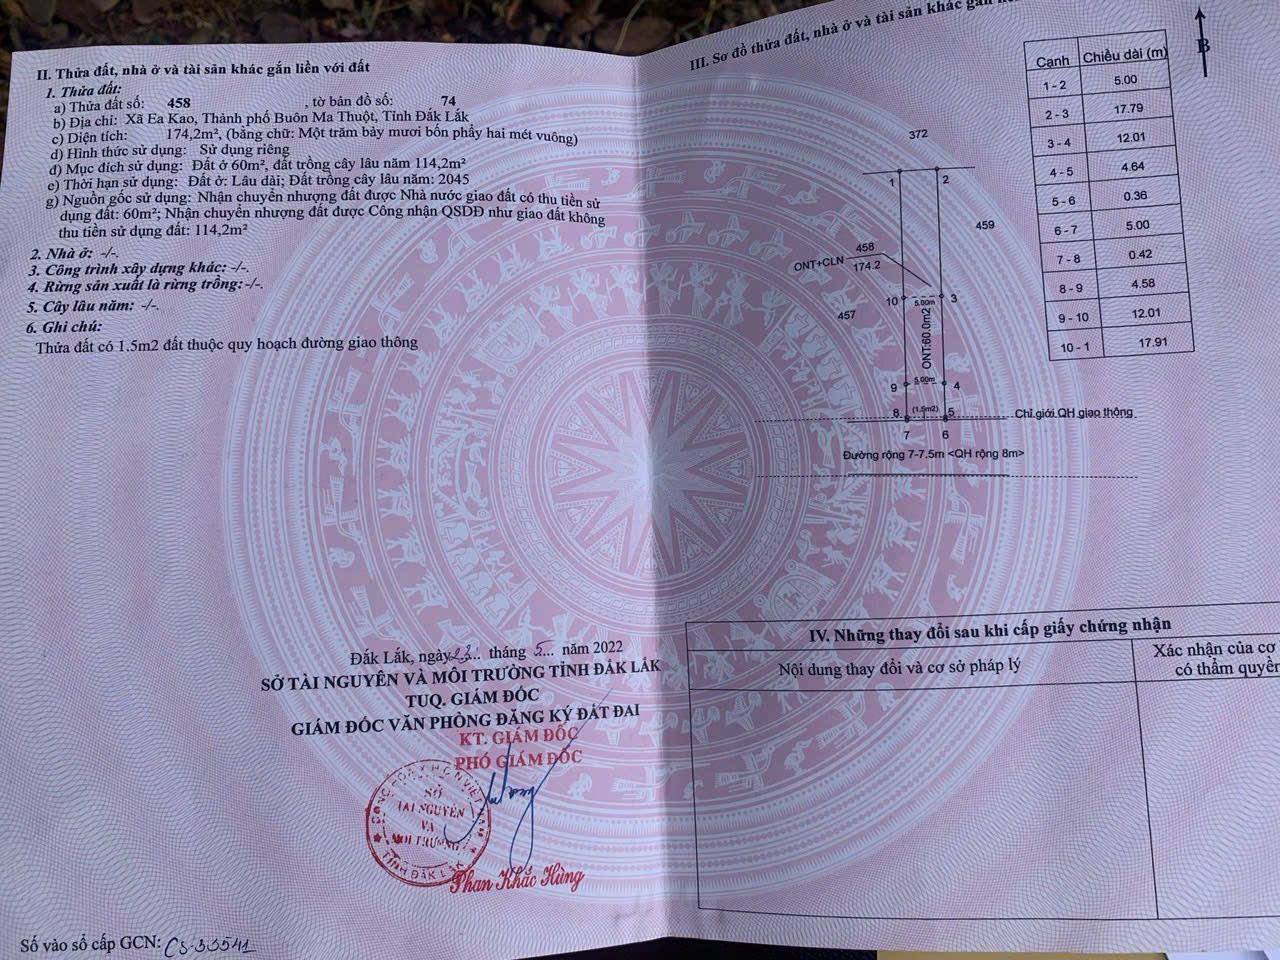 II. Thửa đất, nhà ở và tài sản khác gắn liền với đất
1. Thửa đất:
a) Thửa đất số: 458 , tờ bản đồ số: 74
b) Địa chỉ: Xã Ea Kao, Thành phố Buôn Ma Thuột, Tỉnh Đắk Lắk
c) Diện tích: 174,2m², (bằng chữ: Một trăm bảy mươi bốn phẩy hai mét vuông)
d) Hình thức sử dụng: Sử dụng riêng
đ) Mục đích sử dụng: Đất ở 60m², đất trồng cây lâu năm 114,2m²
e) Thời hạn sử dụng: Đất ở: Lâu dài; Đất trồng cây lâu năm: 2045
g) Nguồn gốc sử dụng: Nhận chuyển nhượng đất được Nhà nước giao đất có thu tiền sử
dụng đất: 60m²; Nhận chuyển nhượng đất được Công nhận QSDĐ như giao đất không
thu tiền sử dụng đất: 114,2m²
2. Nhà ở: -/-.
3. Công trình xây dựng khác: -/-.
4. Rừng sản xuất là rừng trồng: -/-.
5. Cây lâu năm: -/-.
6. Ghi chú:
Thửa đất có 1.5m2 đất thuộc quy hoạch đường giao thông
Đắk Lắk, ngày 23... tháng 5... năm 2022
SỞ TÀI NGUYÊN VÀ MÔI TRƯỜNG TỈNH ĐẮK LẮK
TUQ. GIÁM ĐỐC
GIÁM ĐỐC VĂN PHÒNG ĐĂNG KÝ ĐẤT ĐAI
KT. GIÁM ĐỐC
PHÓ GIÁM ĐỐC
SỞ
TÀI NGUYÊN
VÀ
MÔI TRƯỜNG
TỈNH ĐẮK LẮK
Phan Khắc Hùng
Số vào sổ cấp GCN: CS-33541
III. Sơ đồ thửa đất, nhà ở và tài sản khác gắn
B
Cạnh Chiều dài (m)
1 - 2 5.00
2 - 3 17.79
3 - 4 12.01
4 - 5 4.64
5 - 6 0.36
6 - 7 5.00
7 - 8 0.42
8 - 9 4.58
9 - 10 12.01
10 - 1 17.91
372
1 2
459
458
ONT+CLN
174.2
10 3
5.00m
457
ONT:60.0m2
5.00m
9 4
8 (1.5m2) 5
Chỉ giới QH giao thông
7 6
Đường rộng 7-7.5m <QH rộng 8m>
IV. Những thay đổi sau khi cấp giấy chứng nhận
Nội dung thay đổi và cơ sở pháp lý
Xác nhận của cơ
có thẩm quyền